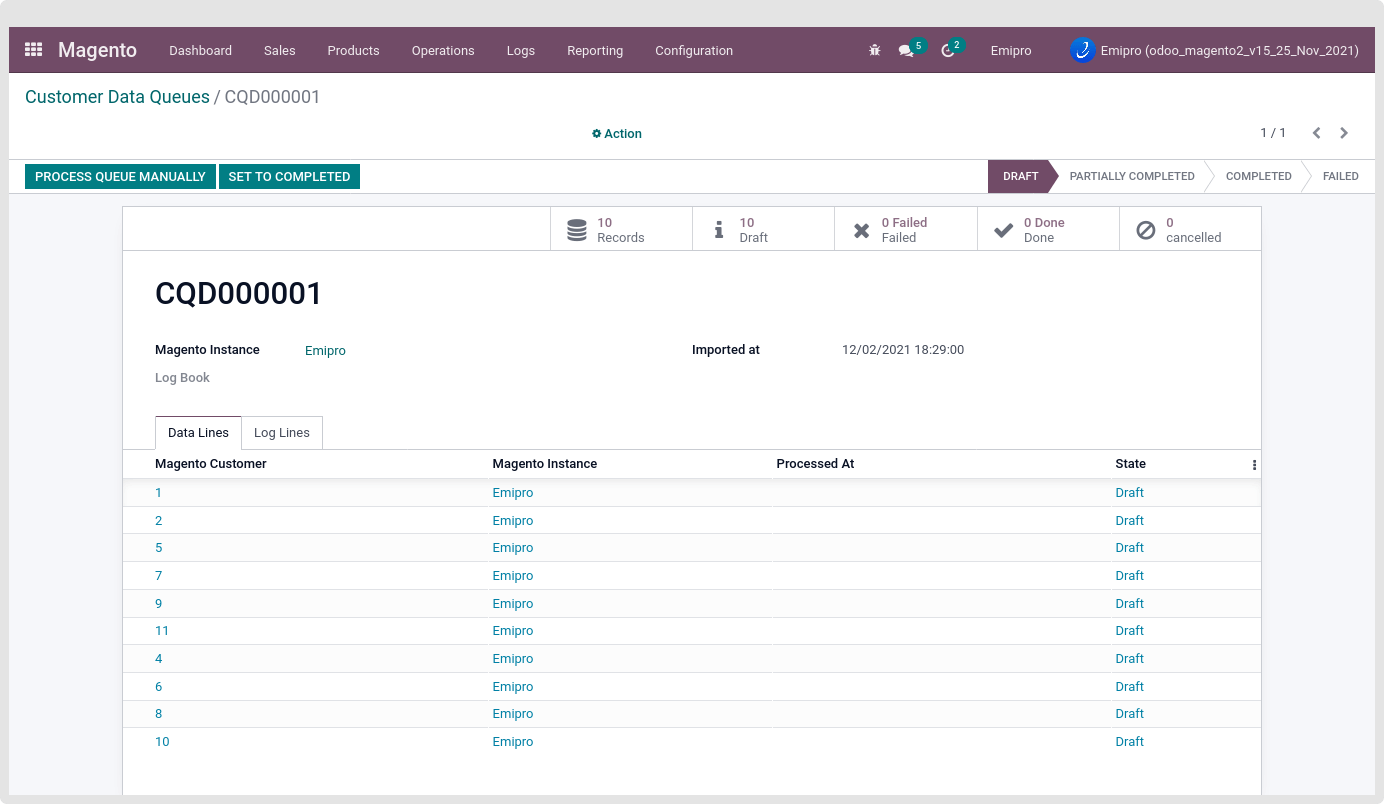 Magento Dashboard Sales Products Operations Logs Reporting Configuration 5 2 Emipro Emipro (odoo_magento2_v15_25_Nov_2021)
Customer Data Queues / CQD000001
Action 1 / 1
PROCESS QUEUE MANUALLY SET TO COMPLETED DRAFT PARTIALLY COMPLETED COMPLETED FAILED
10 10 0 Failed 0 Done 0
Records Draft Failed Done cancelled
CQD000001
Magento Instance Emipro Imported at 12/02/2021 18:29:00
Log Book
Data Lines Log Lines
Magento Customer Magento Instance Processed At State
1 Emipro Draft
2 Emipro Draft
5 Emipro Draft
7 Emipro Draft
9 Emipro Draft
11 Emipro Draft
4 Emipro Draft
6 Emipro Draft
8 Emipro Draft
10 Emipro Draft